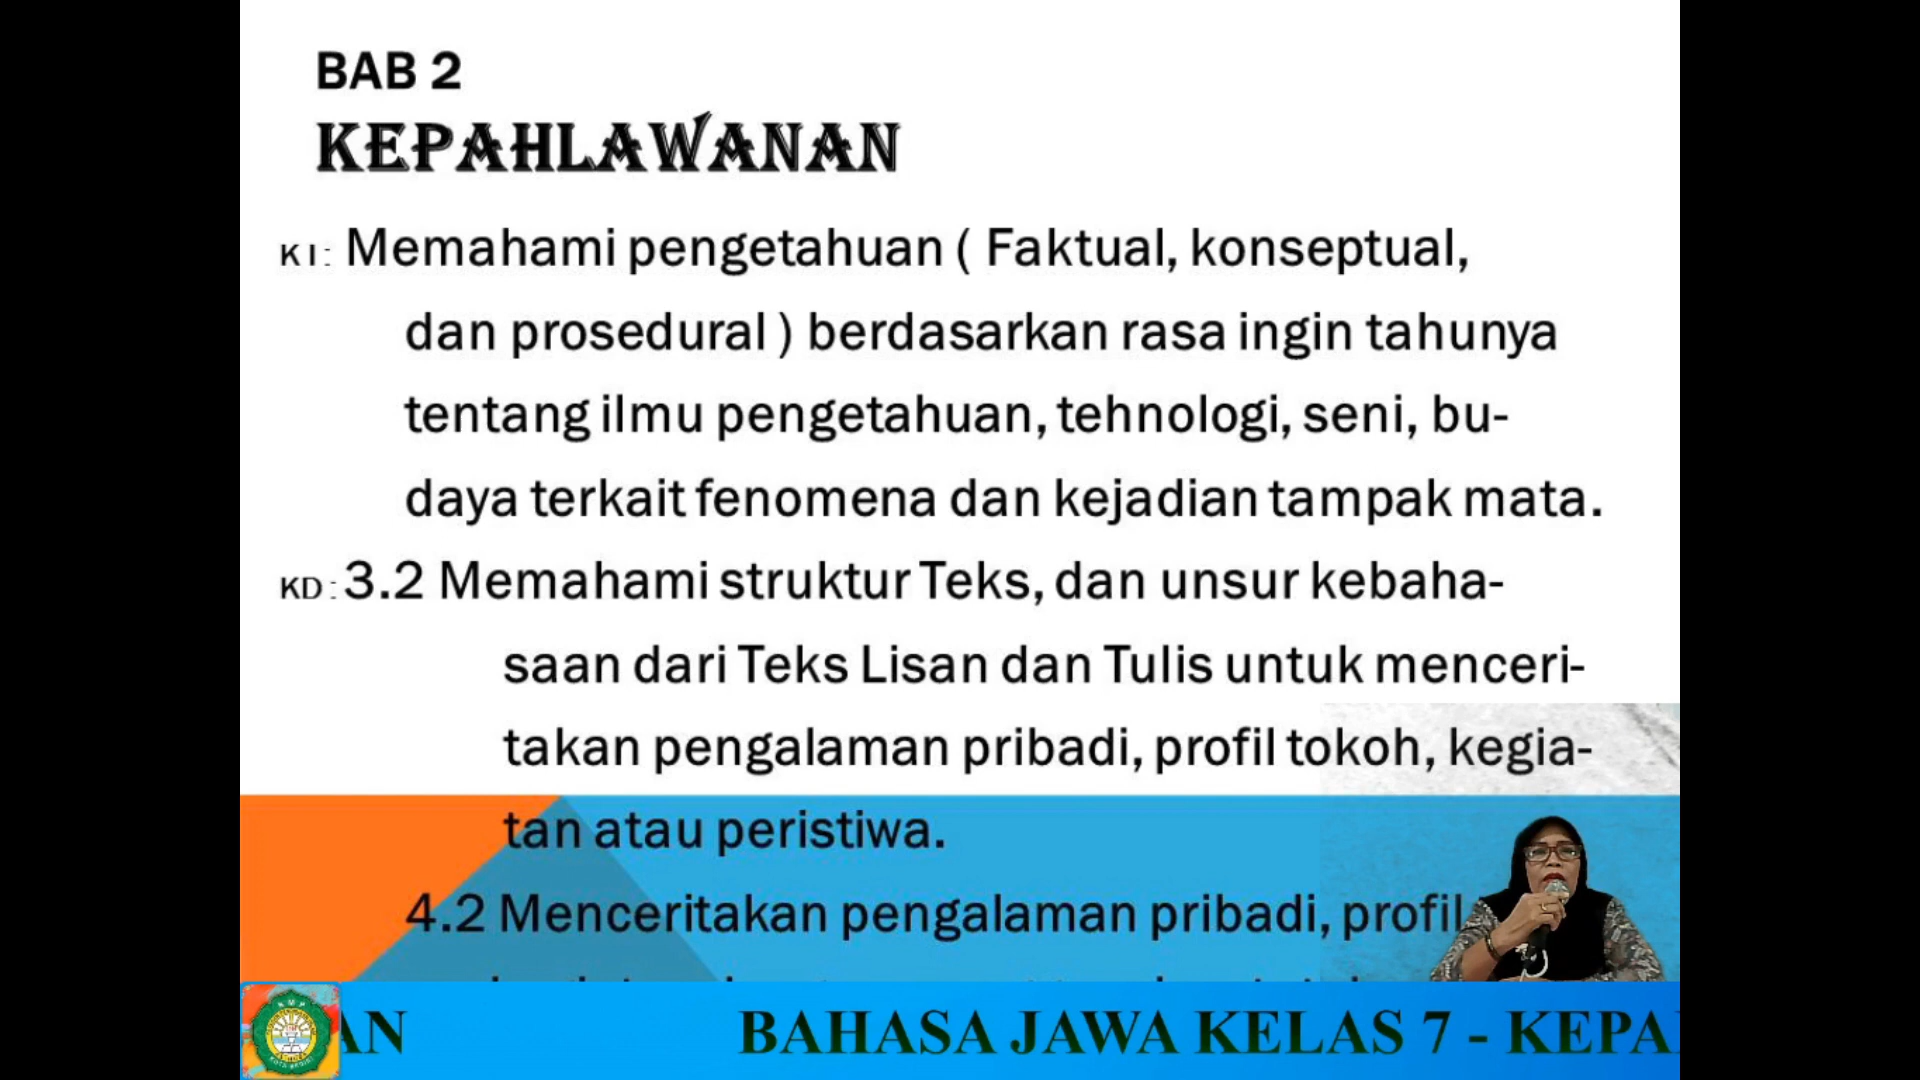 BAB 2
KEPAHLAWANAN
KI: Memahami pengetahuan ( Faktual, konseptual,
dan prosedural ) berdasarkan rasa ingin tahunya
tentang ilmu pengetahuan, tehnologi, seni, bu-
daya terkait fenomena dan kejadian tampak mata.
KD : 3.2 Memahami struktur Teks, dan unsur kebaha-
saan dari Teks Lisan dan Tulis untuk menceri-
takan pengalaman pribadi, profil tokoh, kegia-
tan atau peristiwa.
4.2 Menceritakan pengalaman pribadi, profil
AN BAHASA JAWA KELAS 7 - KEPA